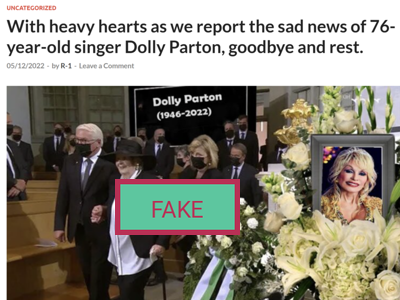 UNCATEGORIZED
With heavy hearts as we report the sad news of 76-
year-old singer Dolly Parton, goodbye and rest.
05/12/2022 - by R-1 - Leave a Comment
Dolly Parton
(1946-2022)
FAKE